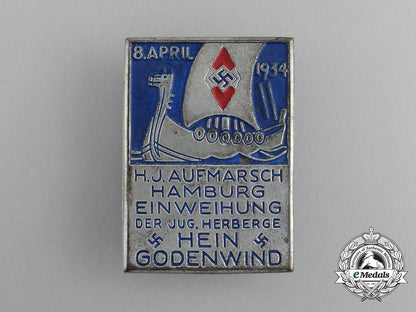 8. APRIL 1934
H.J. AUFMARSCH
HAMBURG
EINWEIHUNG
DER JUG. HERBERGE
HEIN
GODENWIND
eMedals